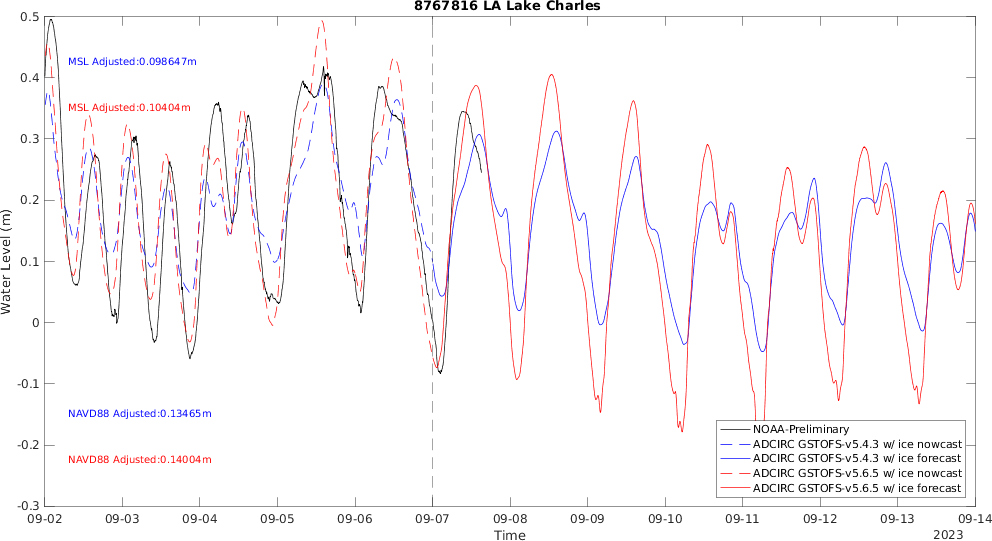 8767816 LA Lake Charles
0.5
0.4
0.3
0.2
0.1
0
-0.1
-0.2
-0.3
Water Level (m)
MSL Adjusted:0.098647m
MSL Adjusted:0.10404m
NAVD88 Adjusted:0.13465m
NAVD88 Adjusted:0.14004m
NOAA-Preliminary
ADCIRC GSTOFS-v5.4.3 w/ ice nowcast
ADCIRC GSTOFS-v5.4.3 w/ ice forecast
ADCIRC GSTOFS-v5.6.5 w/ ice nowcast
ADCIRC GSTOFS-v5.6.5 w/ ice forecast
09-02 09-03 09-04 09-05 09-06 09-07 09-08 09-09 09-10 09-11 09-12 09-13 09-14
Time
2023